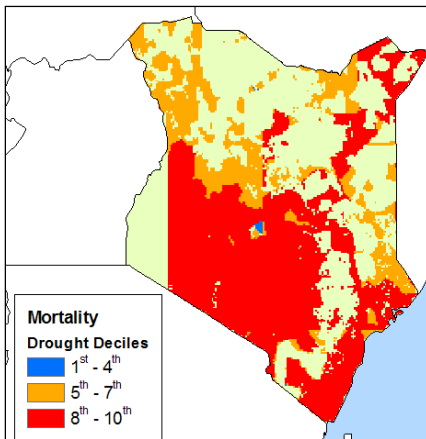 Mortality
Drought Deciles
1st - 4th
5th - 7th
8th - 10th